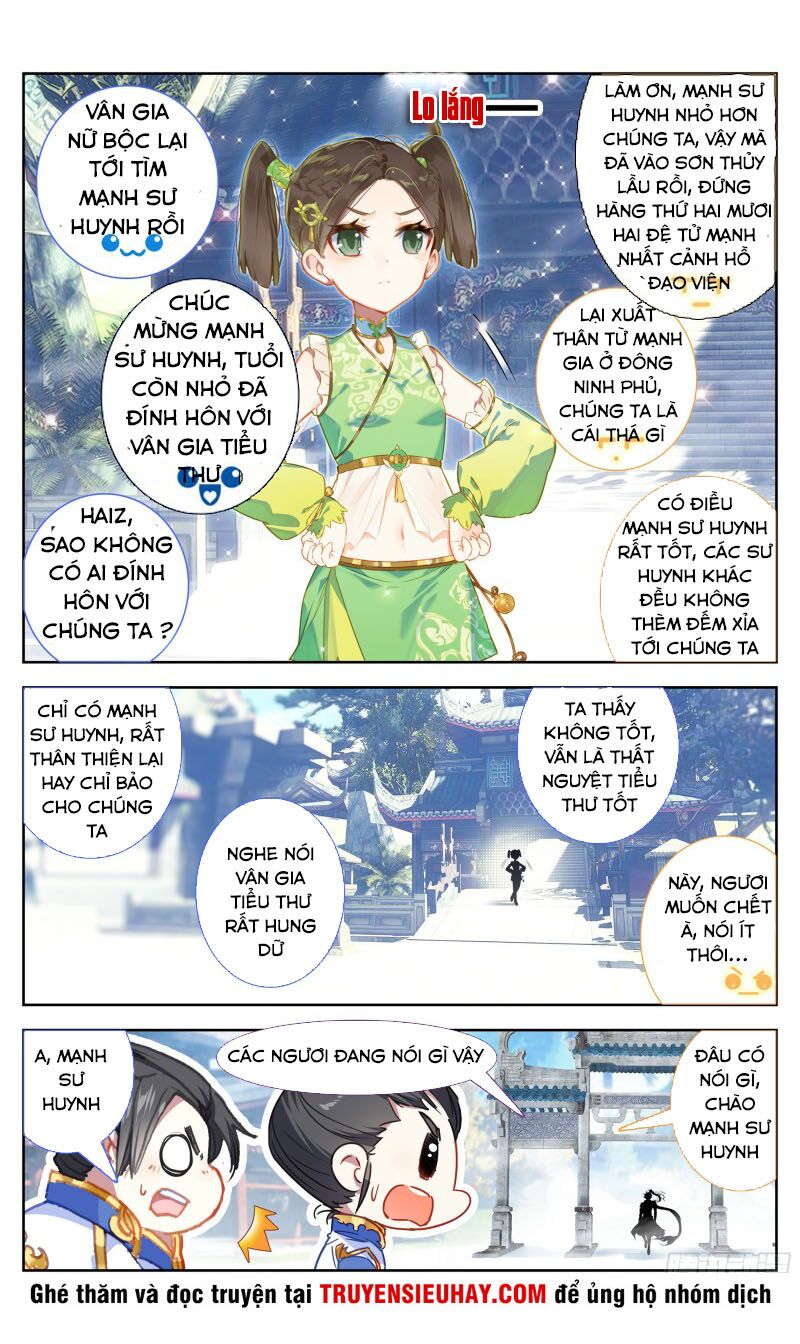 VÂN GIA
NỮ BỘC LẠI
TỚI TÌM
MẠNH SƯ
HUYNH RỒI
Lo lắng
LÀM ƠN, MẠNH SƯ
HUYNH NHỎ HƠN
CHÚNG TA, VẬY MÀ
ĐÃ VÀO SƠN THỦY
LẦU RỒI, ĐỨNG
HÃNG THỨ HAI MƯƠI
HAI ĐỆ TỬ MẠNH
NHẤT CẢNH HỒ
ĐẠO VIỆN
CHÚC
MỪNG MẠNH
SƯ HUYNH, TUỔI
CÒN NHỎ ĐÃ
ĐÍNH HÔN VỚI
VÂN GIA TIỂU
THƯ
LẠI XUẤT
THÂN TỪ MẠNH
GIA Ở ĐÔNG
NINH PHỦ,
CHÚNG TA LÀ
CÁI THÁ GÌ
HAIZ,
SAO KHÔNG
CÓ AI ĐÍNH
HÔN VỚI
CHÚNG TA ?
CÓ ĐIỀU
MẠNH SƯ HUYNH
RẤT TỐT, CÁC SƯ
HUYNH KHÁC
ĐỀU KHÔNG
THÈM ĐẾM XỈA
TỚI CHÚNG TA
CHỈ CÓ MẠNH
SƯ HUYNH, RẤT
THÂN THIỆN LẠI
HAY CHỈ BẢO
CHO CHÚNG
TA
TA THẤY
KHÔNG TỐT,
VẪN LÀ THẤT
NGUYỆT TIỂU
THƯ TỐT
NGHE NÓI
VÂN GIA
TIỂU THƯ
RẤT HUNG
DỮ
NÀY, NGƯƠI
MUỐN CHẾT
À, NÓI ÍT
THÔI...
A, MẠNH
SƯ
HUYNH
CÁC NGƯƠI ĐANG NÓI GÌ VẬY
ĐÂU CÓ
NÓI GÌ,
CHÀO
MẠNH SƯ
HUYNH
Ghé thăm và đọc truyện tại TRUYENSIEUHAY.COM để ủng hộ nhóm dịch